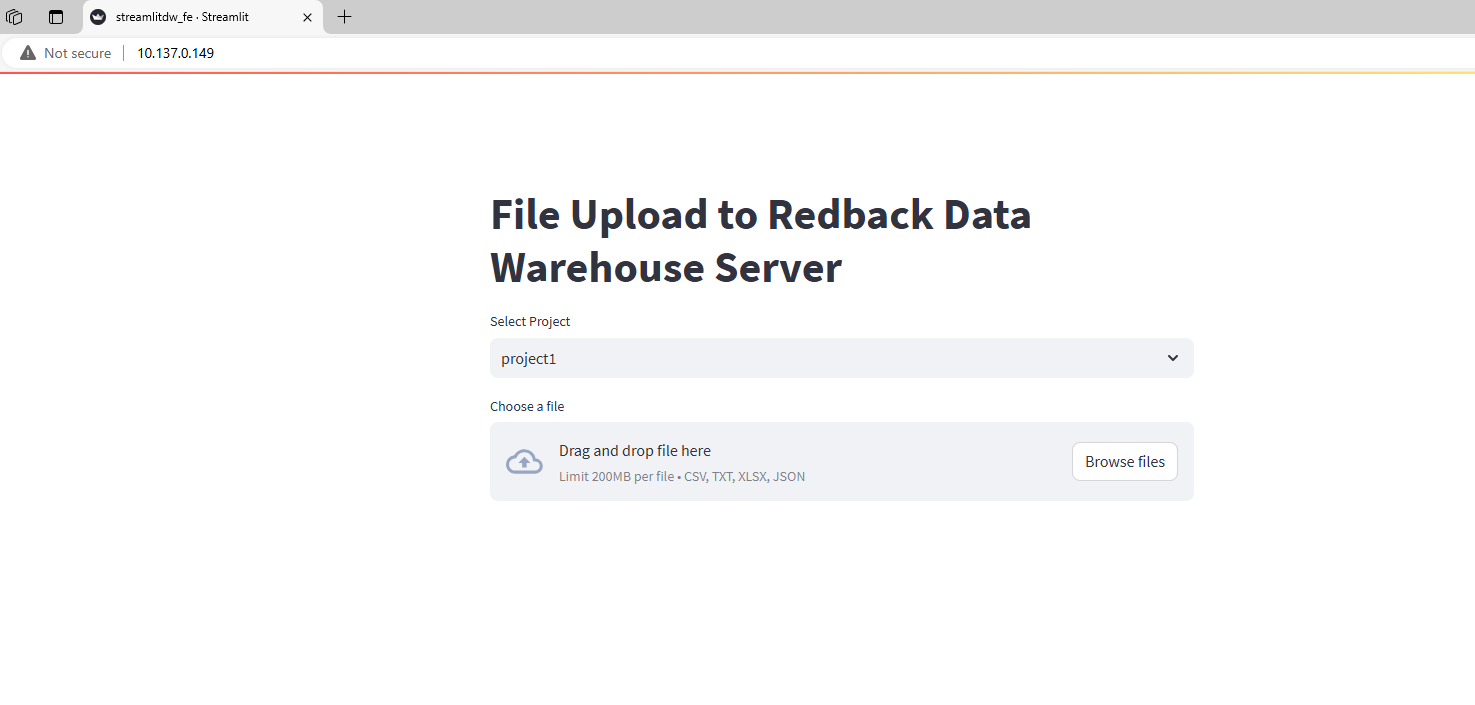 streamlitdw_fe · Streamlit
Not secure
10.137.0.149
File Upload to Redback Data
Warehouse Server
Select Project
project1
Choose a file
Drag and drop file here
Limit 200MB per file • CSV, TXT, XLSX, JSON
Browse files